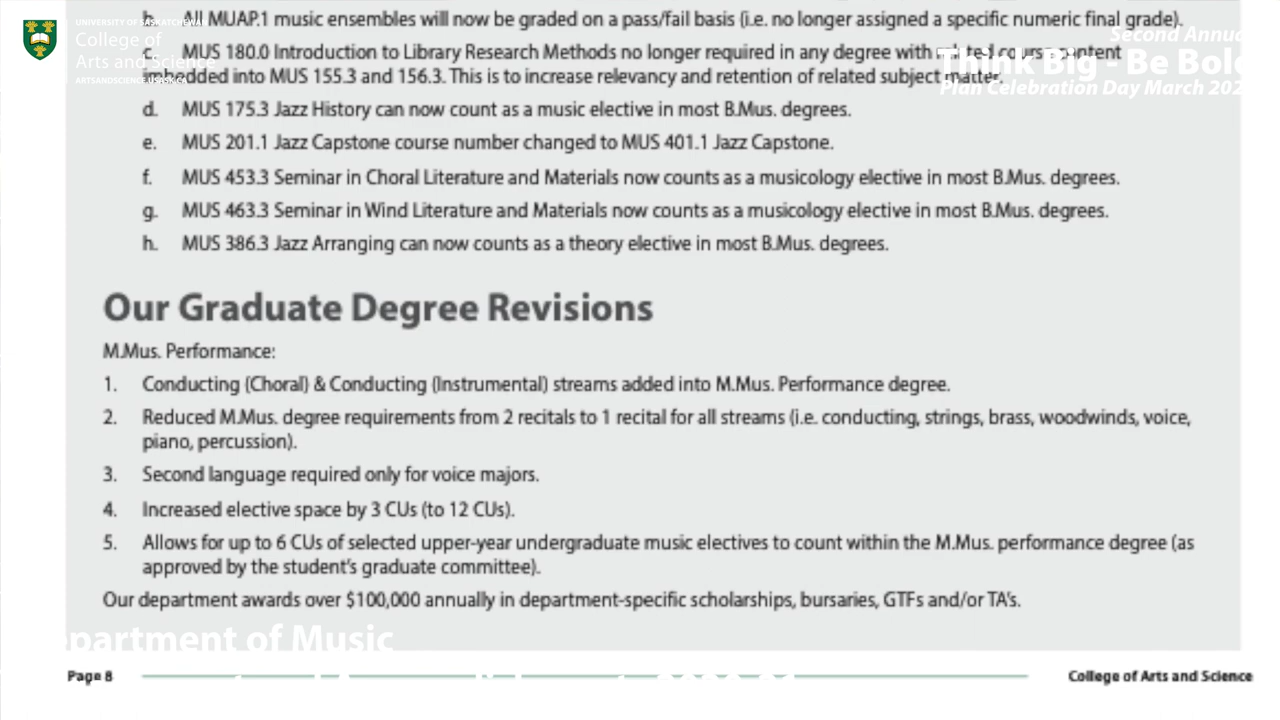 UNIVERSITY OF SASKATCHEWAN
College of
Arts and Science
ARTSANDSCIENCE.USASK.CA
Second Annual
Think Big - Be Bold
Plan Celebration Day March
b. All MUAP.1 music ensembles will now be graded on a pass/fail basis (i.e. no longer assigned a specific numeric final grade).
c. MUS 180.0 Introduction to Library Research Methods no longer required in any degree with related course content
added into MUS 155.3 and 156.3. This is to increase relevancy and retention of related subject matter.
d. MUS 175.3 Jazz History can now count as a music elective in most B.Mus. degrees.
e. MUS 201.1 Jazz Capstone course number changed to MUS 401.1 Jazz Capstone.
f. MUS 453.3 Seminar in Choral Literature and Materials now counts as a musicology elective in most B.Mus. degrees.
g. MUS 463.3 Seminar in Wind Literature and Materials now counts as a musicology elective in most B.Mus. degrees.
h. MUS 386.3 Jazz Arranging can now counts as a theory elective in most B.Mus. degrees.
Our Graduate Degree Revisions
M.Mus. Performance:
1. Conducting (Choral) & Conducting (Instrumental) streams added into M.Mus. Performance degree.
2. Reduced M.Mus. degree requirements from 2 recitals to 1 recital for all streams (i.e. conducting, strings, brass, woodwinds, voice,
piano, percussion).
3. Second language required only for voice majors.
4. Increased elective space by 3 CUs (to 12 CUs).
5. Allows for up to 6 CUs of selected upper-year undergraduate music electives to count within the M.Mus. performance degree (as
approved by the student's graduate committee).
Our department awards over $100,000 annually in department-specific scholarships, bursaries, GTFs and/or TA's.
partment of Music
Page 8
College of Arts and Science